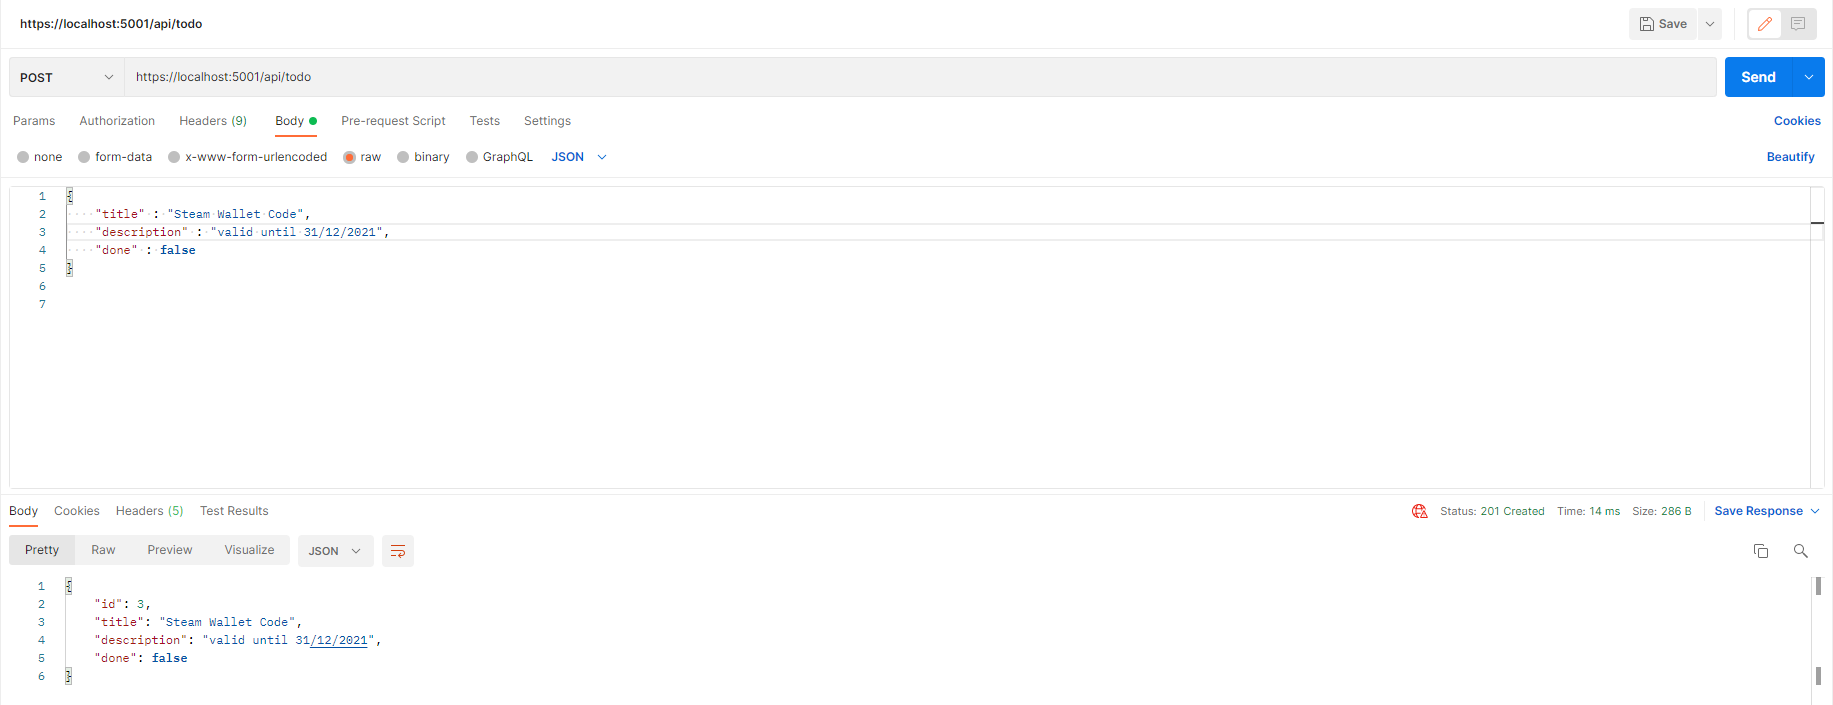 https://localhost:5001/api/todo
Save
POST https://localhost:5001/api/todo Send
Params Authorization Headers (9) Body Pre-request Script Tests Settings Cookies
none form-data x-www-form-urlencoded raw binary GraphQL JSON Beautify
1 {
2 "title" : "Steam Wallet Code",
3 "description" : "valid until 31/12/2021",
4 "done" : false
5 }
6
7
Body Cookies Headers (5) Test Results Status: 201 Created Time: 14 ms Size: 286 B Save Response
Pretty Raw Preview Visualize JSON
1 {
2 "id": 3,
3 "title": "Steam Wallet Code",
4 "description": "valid until 31/12/2021",
5 "done": false
6 }